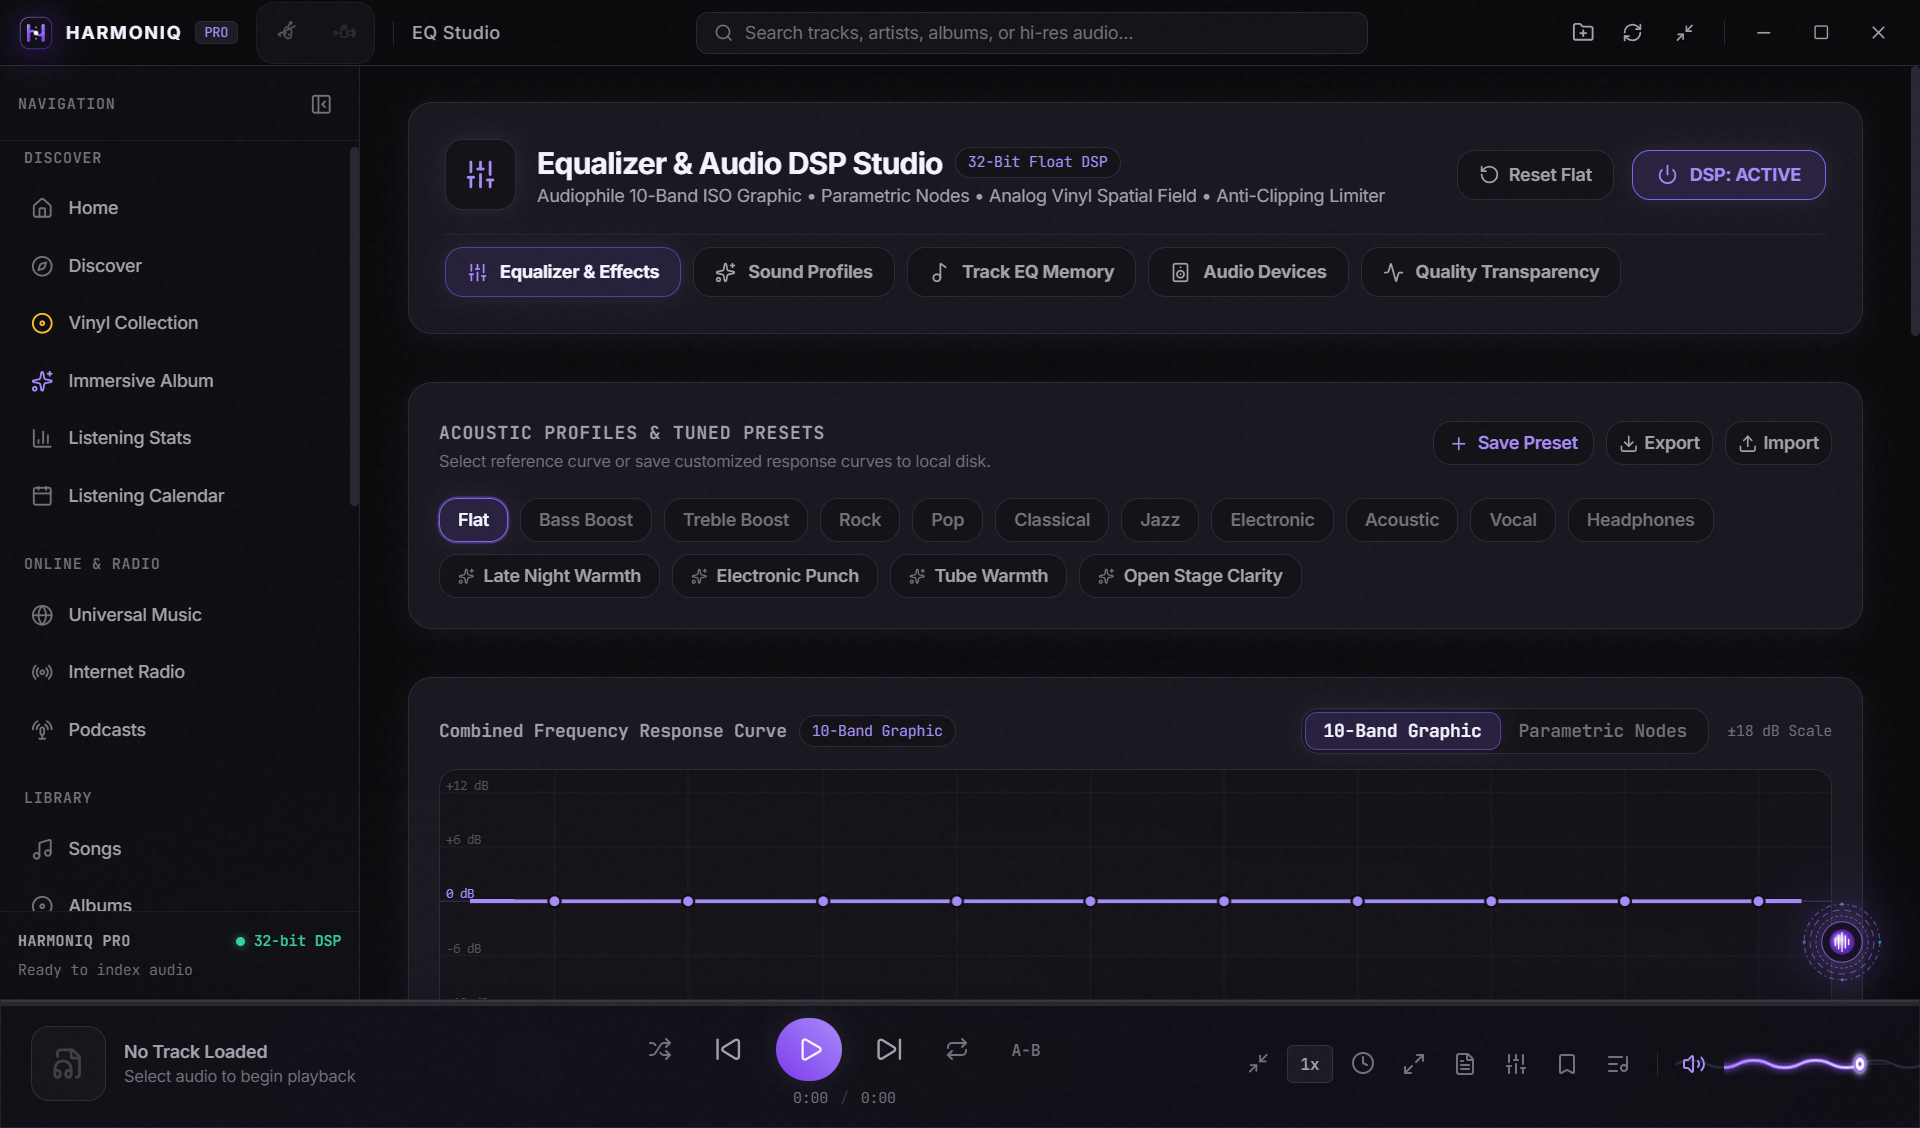 HARMONIQ PRO
EQ Studio
Search tracks, artists, albums, or hi-res audio...
NAVIGATION
DISCOVER
Home
Discover
Vinyl Collection
Immersive Album
Listening Stats
Listening Calendar
ONLINE & RADIO
Universal Music
Internet Radio
Podcasts
LIBRARY
Songs
Albums
HARMONIQ PRO
32-bit DSP
Ready to index audio
Equalizer & Audio DSP Studio
32-Bit Float DSP
Audiophile 10-Band ISO Graphic • Parametric Nodes • Analog Vinyl Spatial Field • Anti-Clipping Limiter
Reset Flat
DSP: ACTIVE
Equalizer & Effects
Sound Profiles
Track EQ Memory
Audio Devices
Quality Transparency
ACOUSTIC PROFILES & TUNED PRESETS
Select reference curve or save customized response curves to local disk.
Save Preset
Export
Import
Flat
Bass Boost
Treble Boost
Rock
Pop
Classical
Jazz
Electronic
Acoustic
Vocal
Headphones
Late Night Warmth
Electronic Punch
Tube Warmth
Open Stage Clarity
Combined Frequency Response Curve
10-Band Graphic
10-Band Graphic
Parametric Nodes
±18 dB Scale
+12 dB
+6 dB
0 dB
-6 dB
No Track Loaded
Select audio to begin playback
A-B
0:00 / 0:00
1x